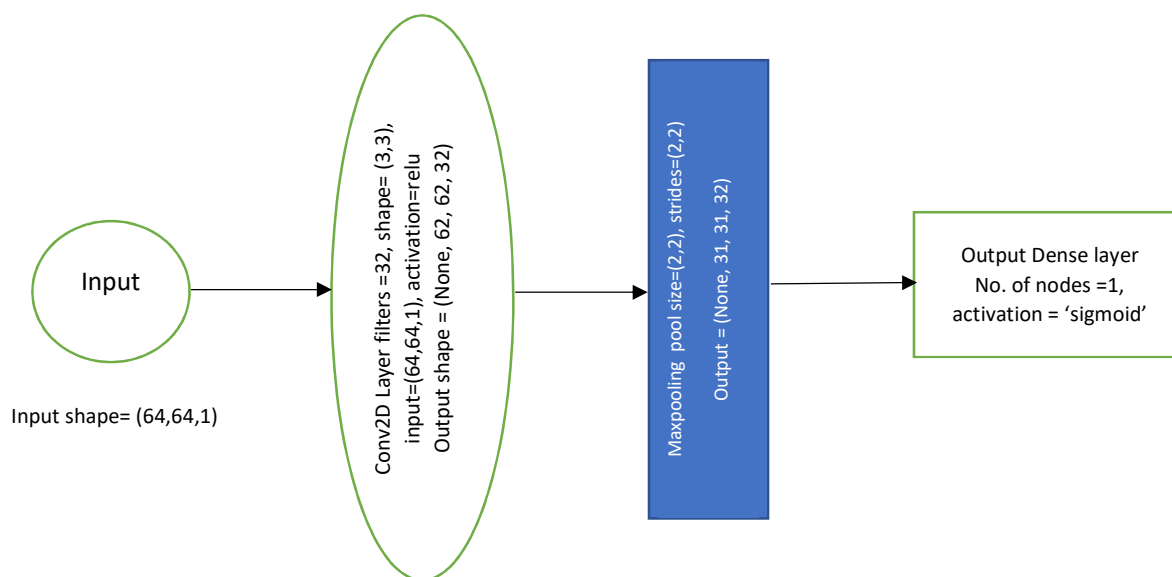 Input
Input shape= (64,64,1)
Conv2D Layer filters =32, shape= (3,3),
input=(64,64,1), activation=relu
Output shape = (None, 62, 62, 32)
Maxpooling pool size=(2,2), strides=(2,2)
Output = (None, 31, 31, 32)
Output Dense layer
No. of nodes =1,
activation = ‘sigmoid’